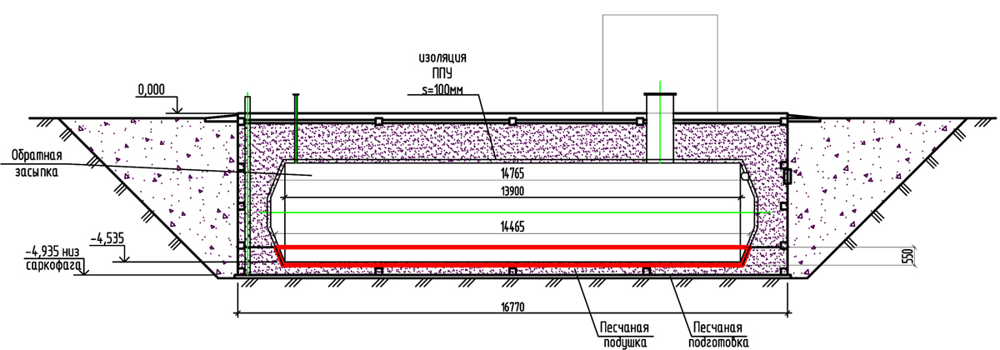 изоляция
ППУ
s=100мм
0,000
Обратная
засыпка
14765
13900
14465
-4,535
-4,935 низ
саркофага
550
16770
Песчаная
подушка
Песчаная
подготовка